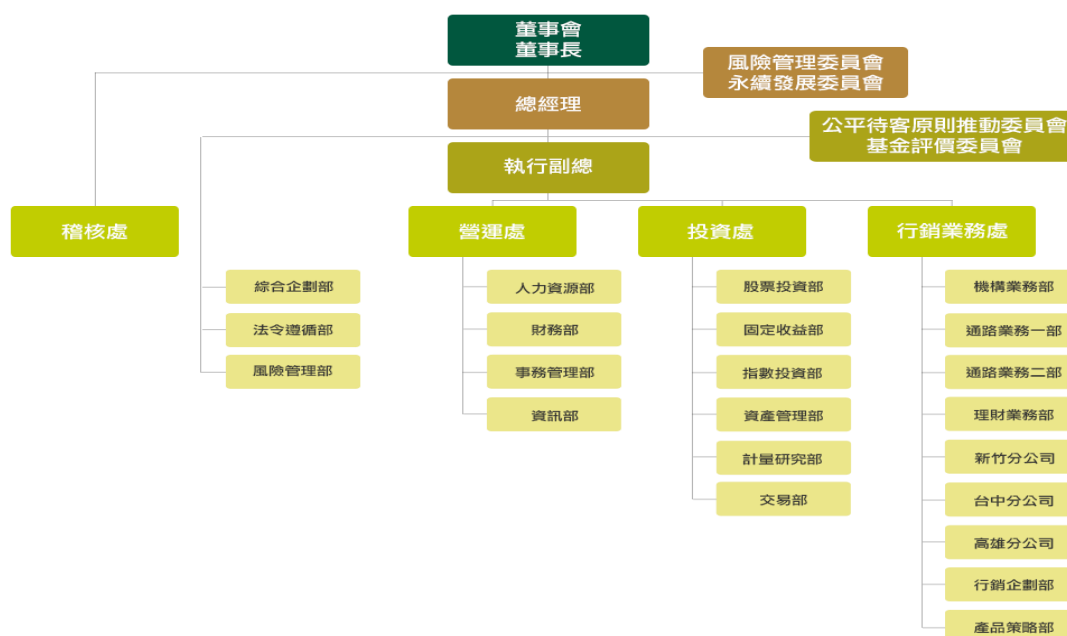 董事會
董事長
風險管理委員會
永續發展委員會
總經理
公平待客原則推動委員會
基金評價委員會
執行副總
稽核處
營運處
投資處
行銷業務處
綜合企劃部
法令遵循部
風險管理部
人力資源部
財務部
事務管理部
資訊部
股票投資部
固定收益部
指數投資部
資產管理部
計量研究部
交易部
機構業務部
通路業務一部
通路業務二部
理財業務部
新竹分公司
台中分公司
高雄分公司
行銷企劃部
產品策略部